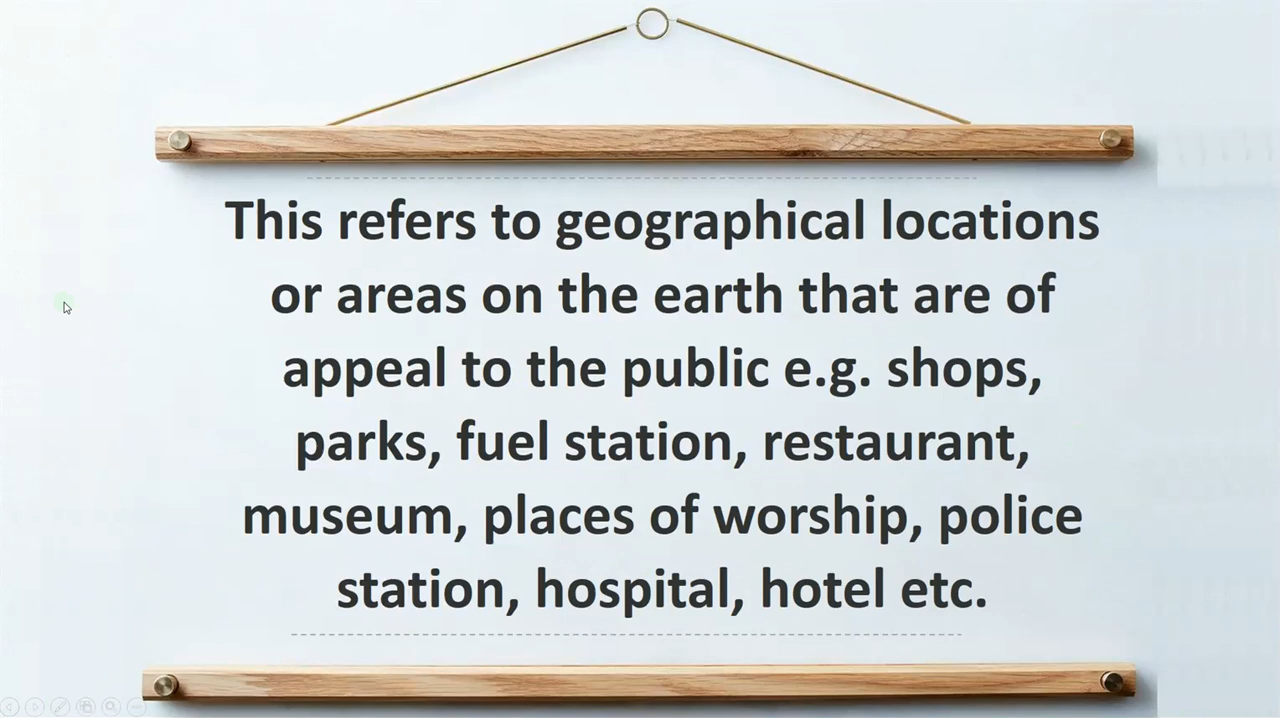 This refers to geographical locations
or areas on the earth that are of
appeal to the public e.g. shops,
parks, fuel station, restaurant,
museum, places of worship, police
station, hospital, hotel etc.